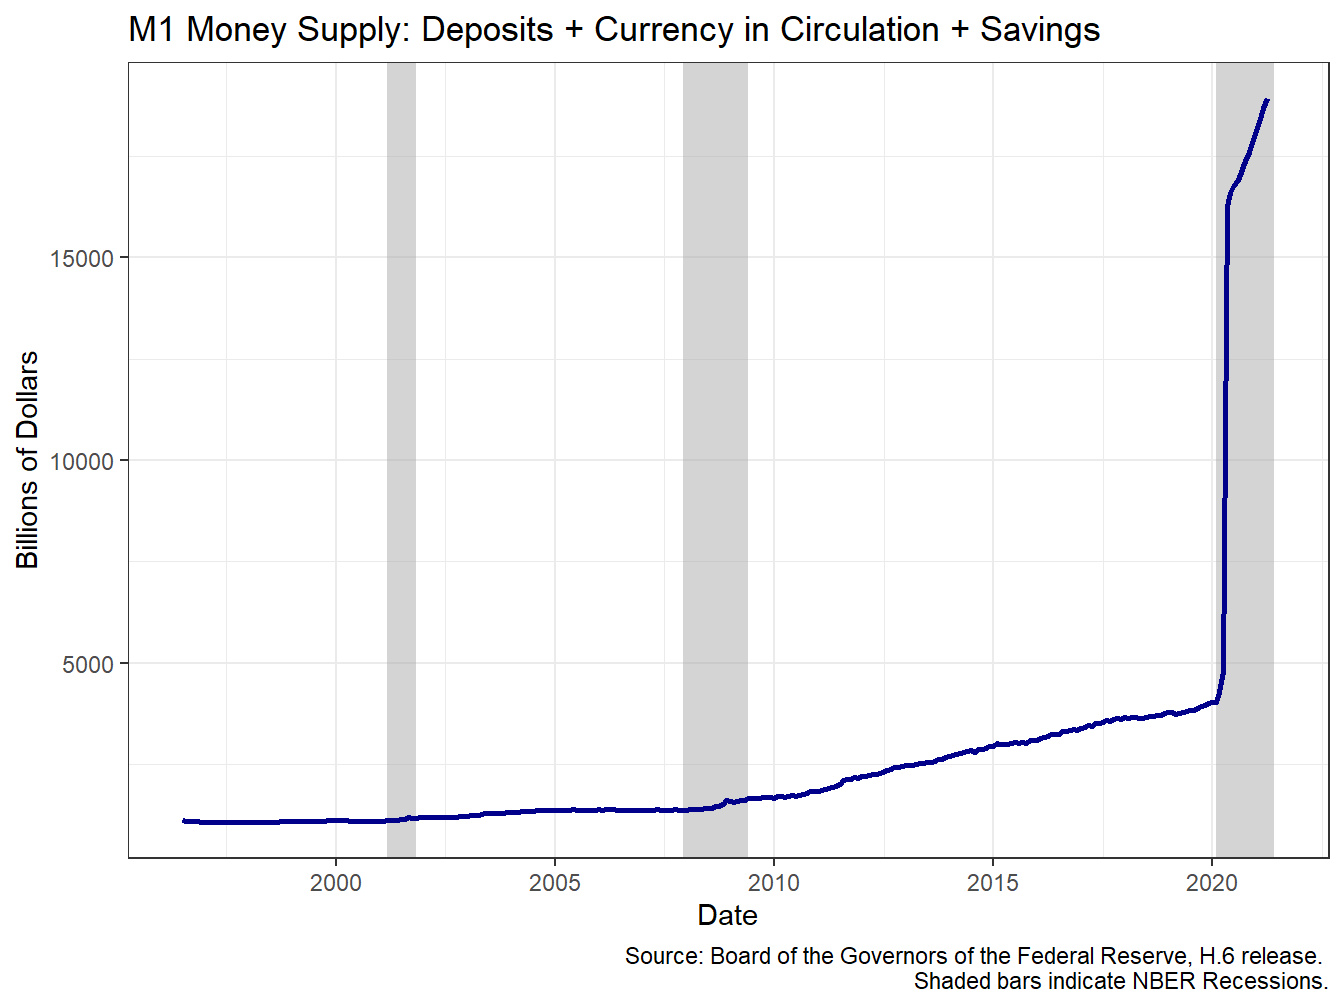 M1 Money Supply: Deposits + Currency in Circulation + Savings
Billions of Dollars
15000
10000
5000
2000 2005 2010 2015 2020
Date
Source: Board of the Governors of the Federal Reserve, H.6 release.
Shaded bars indicate NBER Recessions.